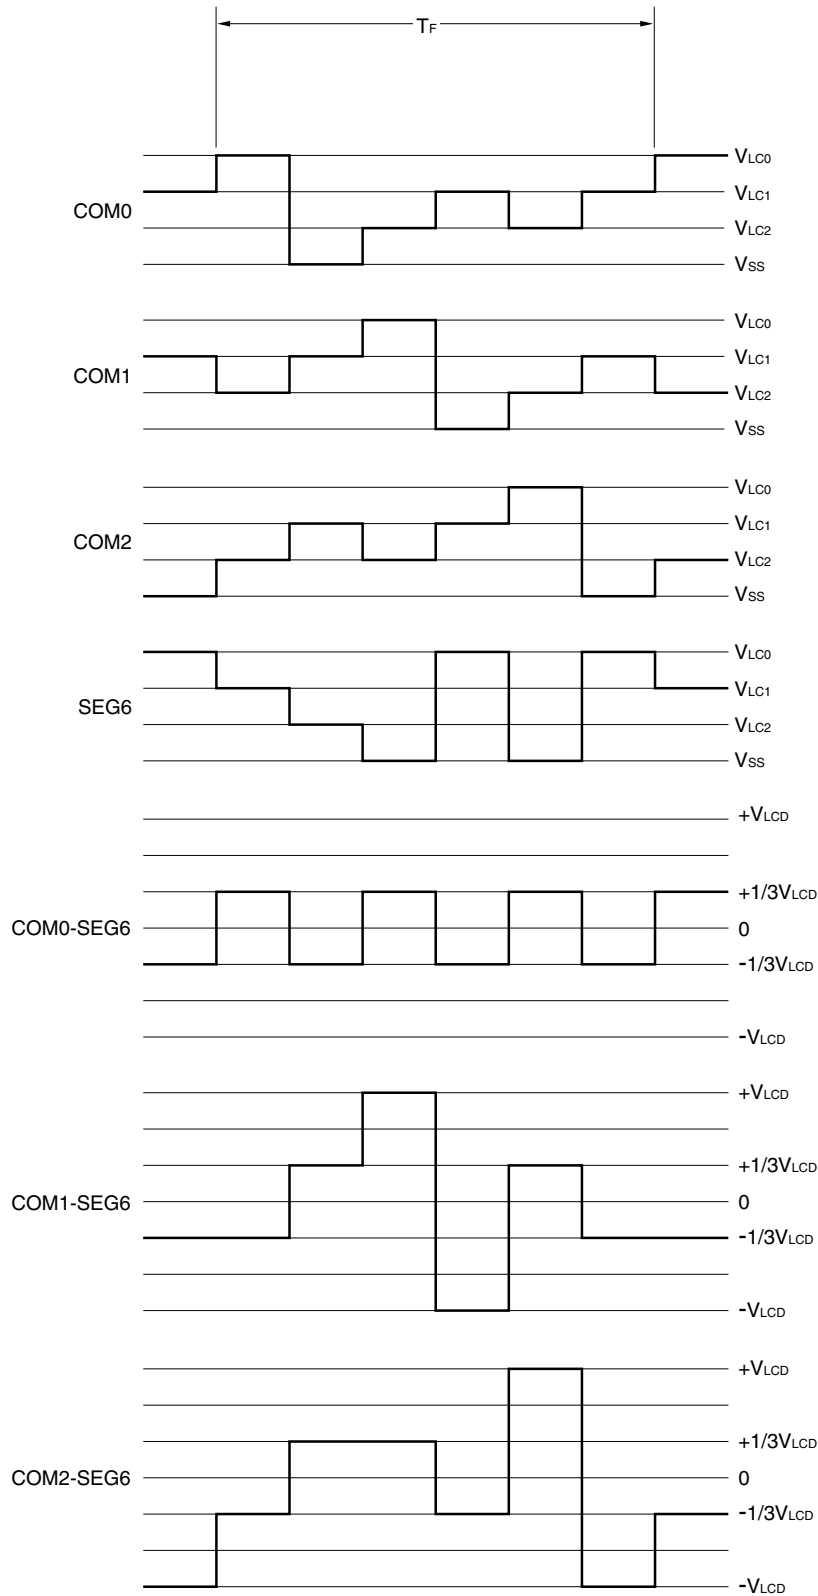 TF
VLC0
VLC1
COM0
VLC2
VSS
VLC0
VLC1
COM1
VLC2
VSS
VLC0
VLC1
COM2
VLC2
VSS
VLC0
VLC1
SEG6
VLC2
VSS
+VLCD
+1/3VLCD
COM0-SEG6
0
-1/3VLCD
-VLCD
+VLCD
+1/3VLCD
COM1-SEG6
0
-1/3VLCD
-VLCD
+VLCD
+1/3VLCD
COM2-SEG6
0
-1/3VLCD
-VLCD